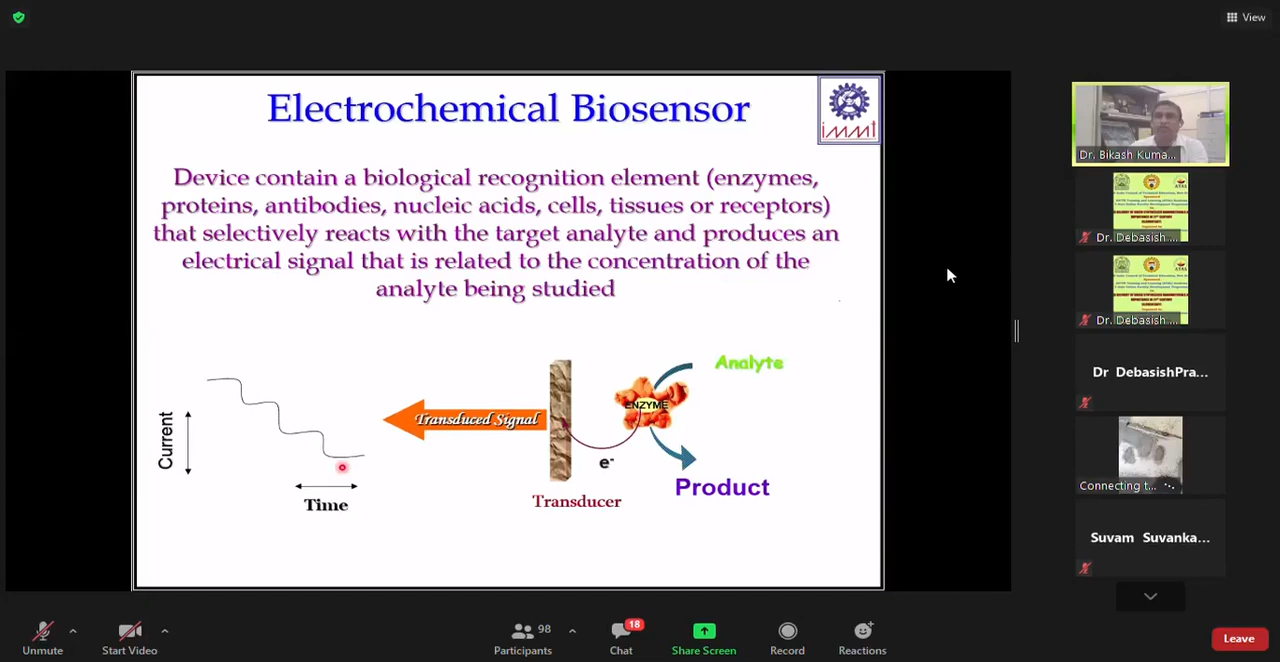 View
Electrochemical Biosensor
immt
Device contain a biological recognition element (enzymes,
proteins, antibodies, nucleic acids, cells, tissues or receptors)
that selectively reacts with the target analyte and produces an
electrical signal that is related to the concentration of the
analyte being studied
Analyte
ENZYME
Transduced Signal
Current
e-
Product
Time
Transducer
Dr. Bikash Kuma...
Dr. Debasish ...
Dr. Debasish ...
Dr DebasishPra...
Connecting t...
Suvam Suvanka...
Unmute
Start Video
98
Participants
18
Chat
Share Screen
Record
Reactions
Leave